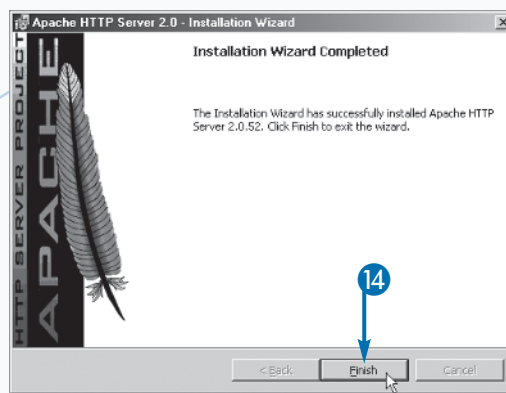 Apache HTTP Server 2.0 - Installation Wizard
HTTP SERVER PROJECT
APACHE
Installation Wizard Completed
The Installation Wizard has successfully installed Apache HTTP
Server 2.0.52. Click Finish to exit the wizard.
14
< Back
Finish
Cancel